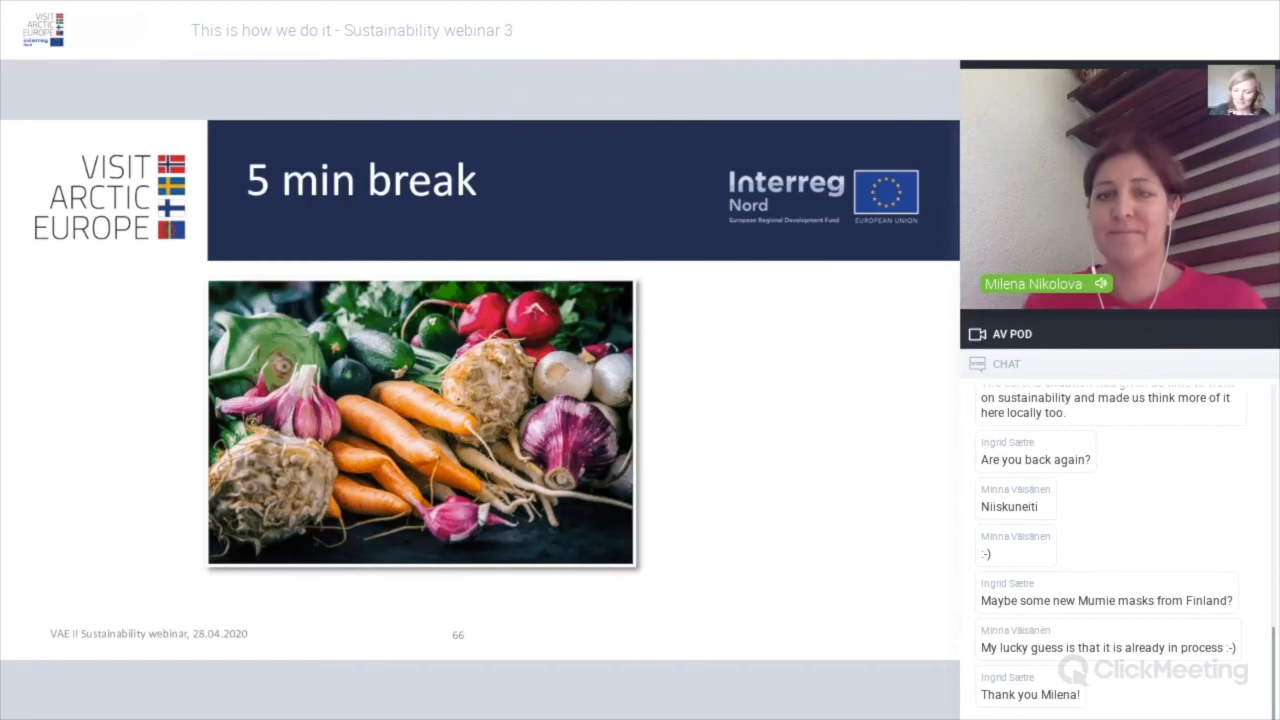 VISIT
ARCTIC
EUROPE
Interreg
Nord
This is how we do it - Sustainability webinar 3
VISIT
ARCTIC
EUROPE
5 min break
Interreg
Nord
European Regional Development Fund
EUROPEAN UNION
VAE II Sustainability webinar, 28.04.2020
66
Milena Nikolova
AV POD
CHAT
on sustainability and made us think more of it
here locally too.
Ingrid Sætre
Are you back again?
Minna Väisänen
Niiskuneiti
Minna Väisänen
:-)
Ingrid Sætre
Maybe some new Mumie masks from Finland?
Minna Väisänen
My lucky guess is that it is already in process :-)
ClickMeeting
Ingrid Sætre
Thank you Milena!